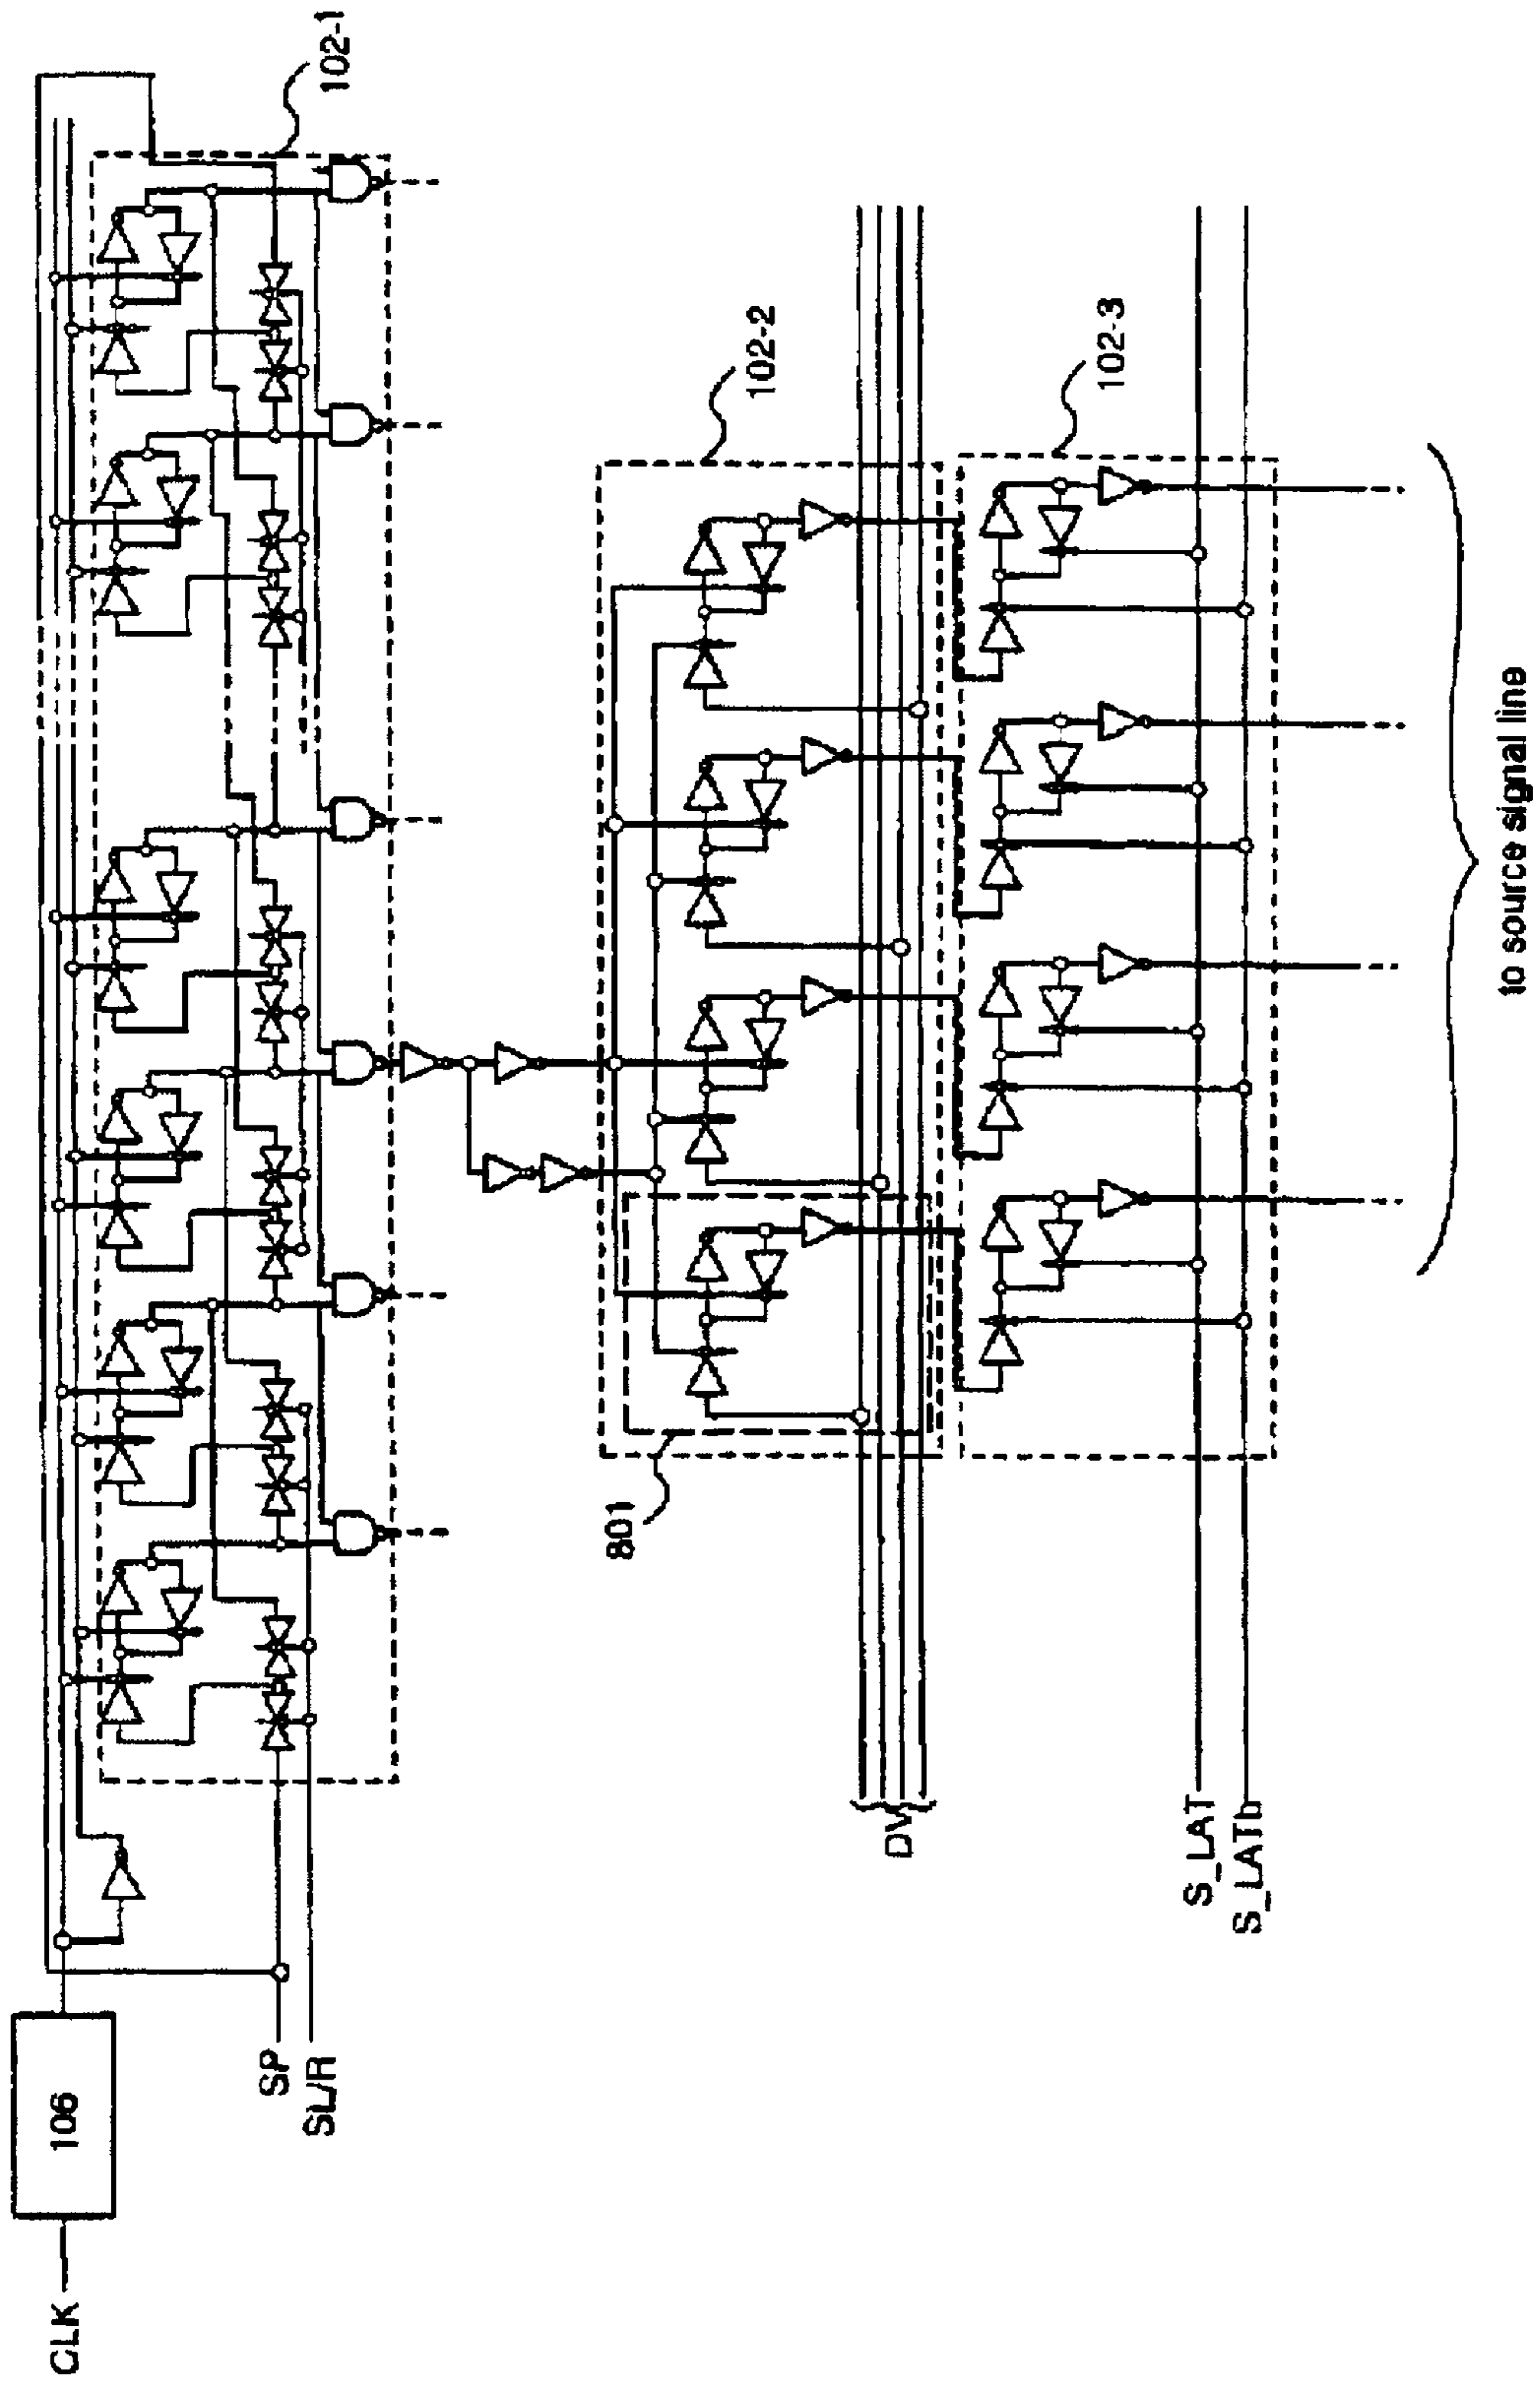 CLK
106
SP
SL/R
102-1
102-2
801
DV
102-3
S_LAT
S_LATb
to source signal line